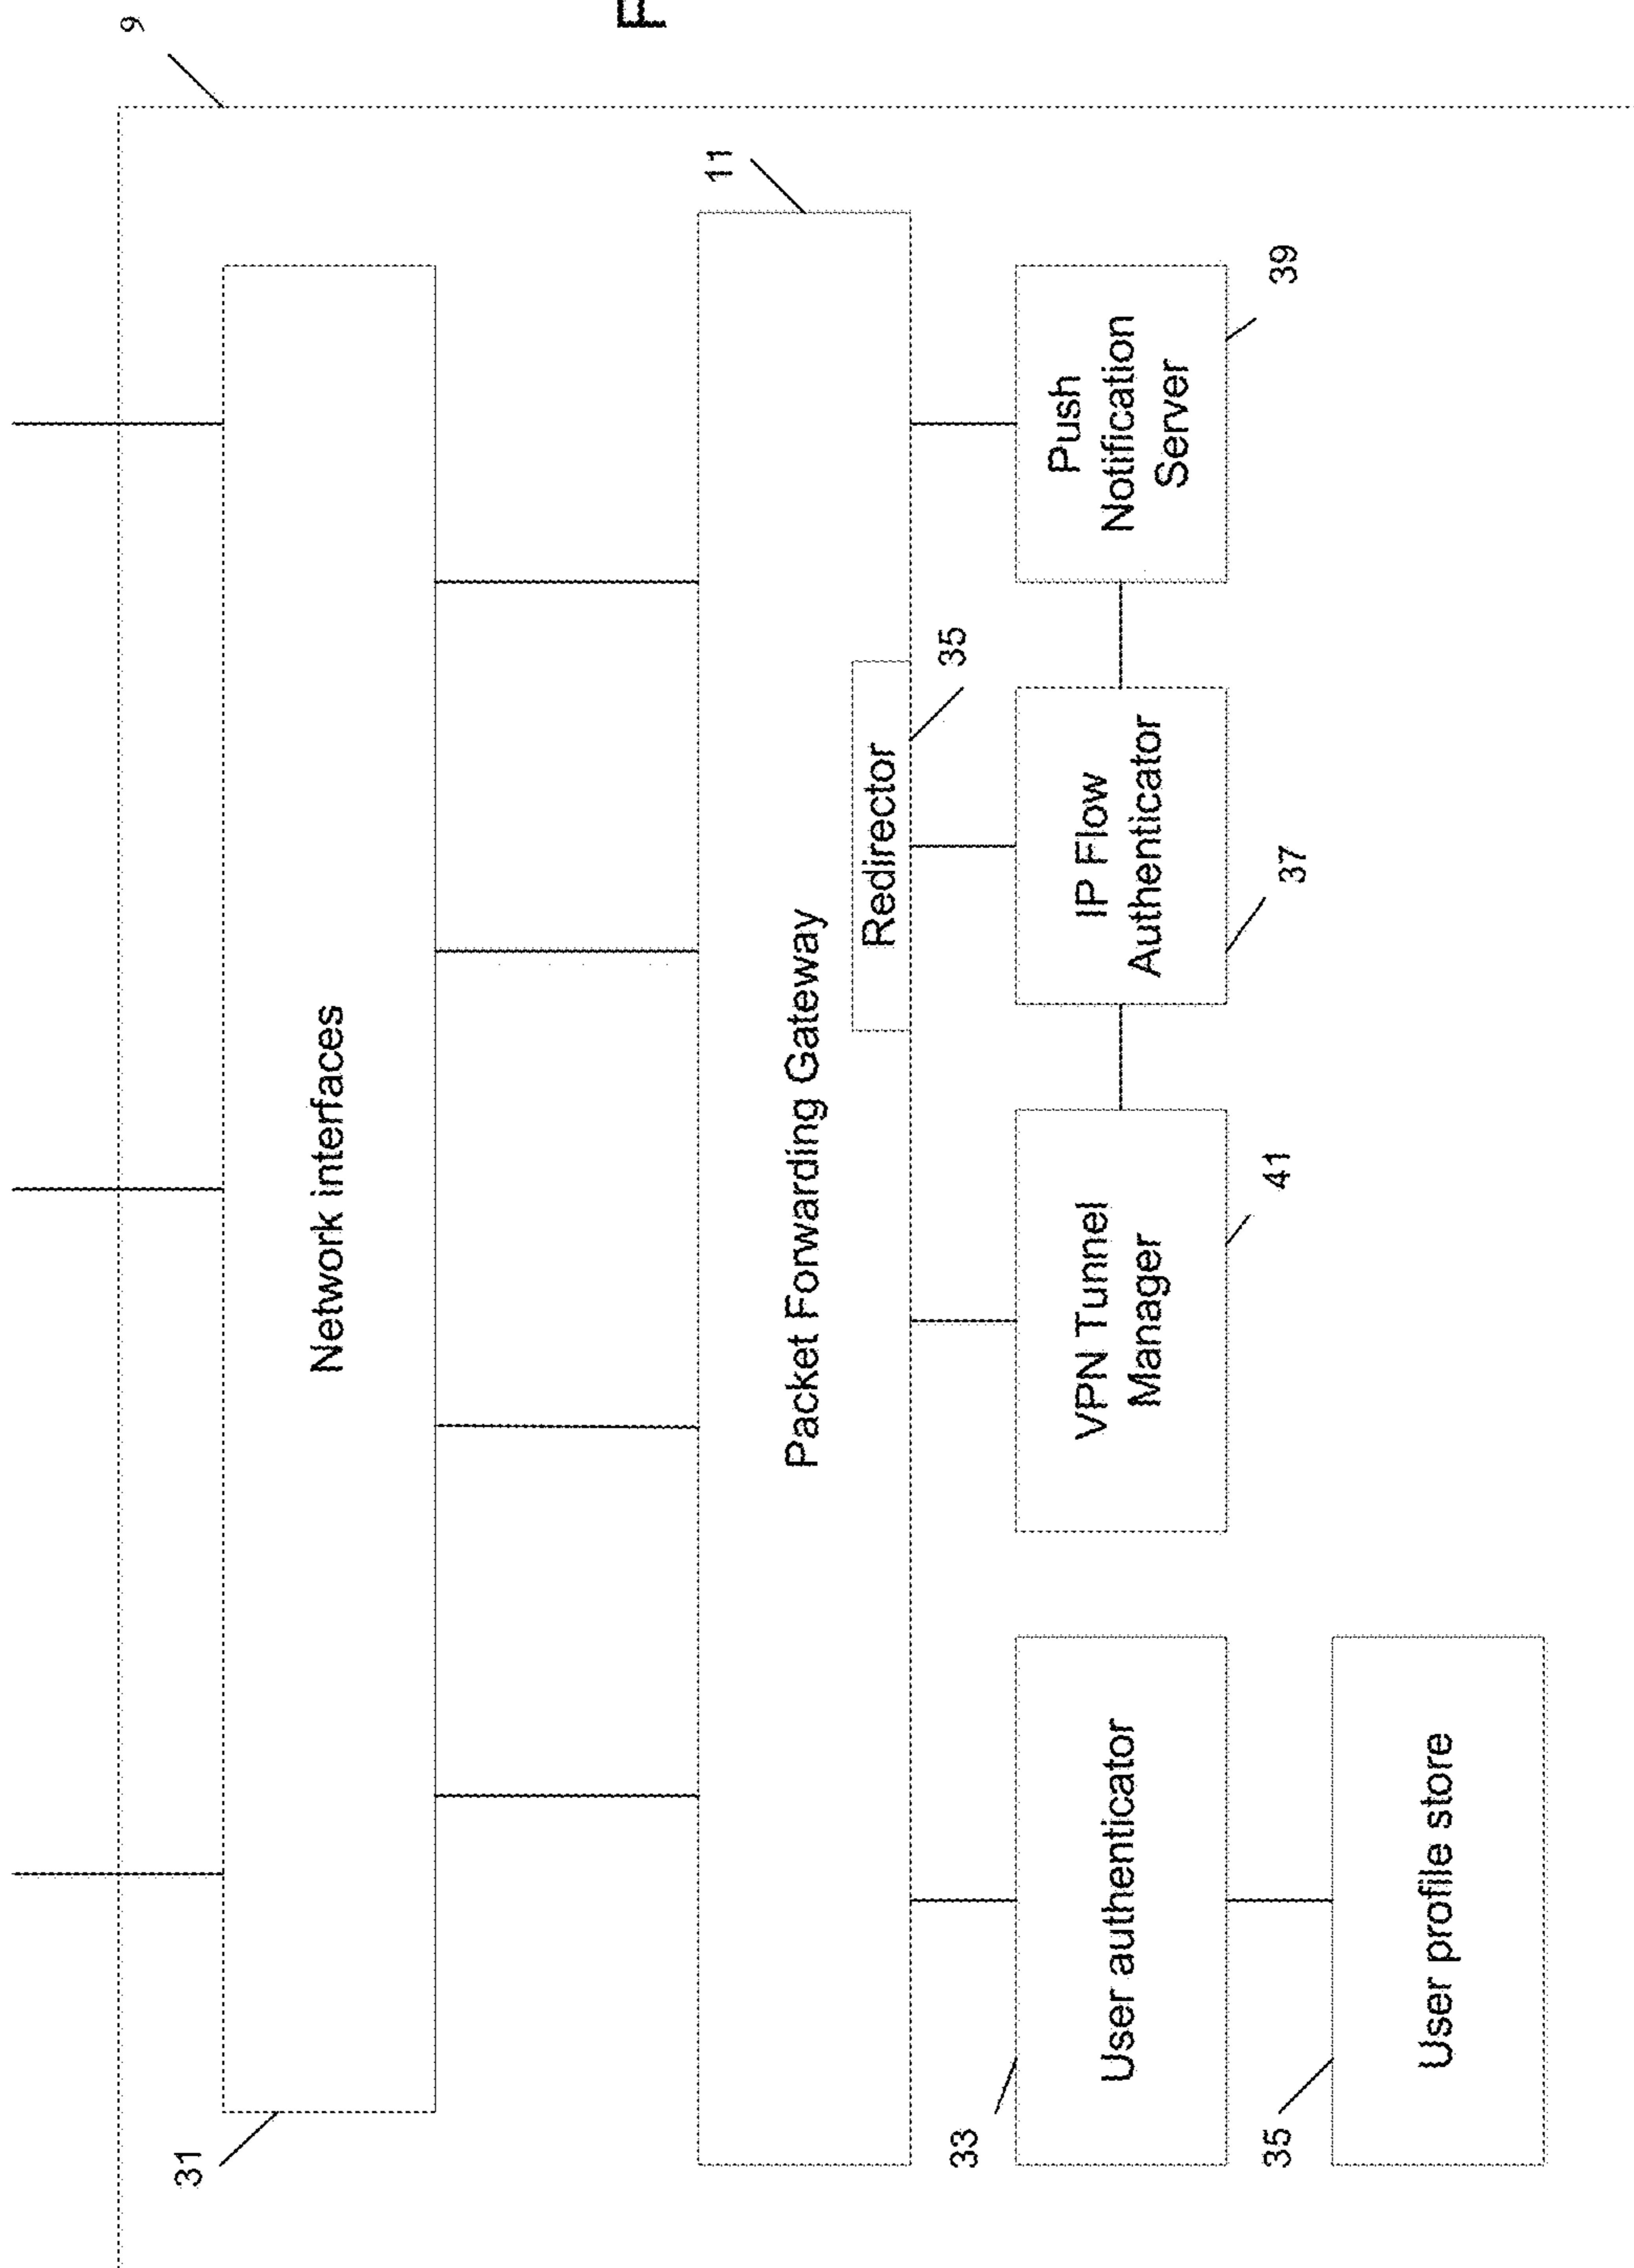 9
31
Network interfaces
11
Packet Forwarding Gateway
Redirector
35
33
User authenticator
VPN Tunnel
Manager
41
IP Flow
Authenticator
37
Push
Notification
Server
39
35
User profile store